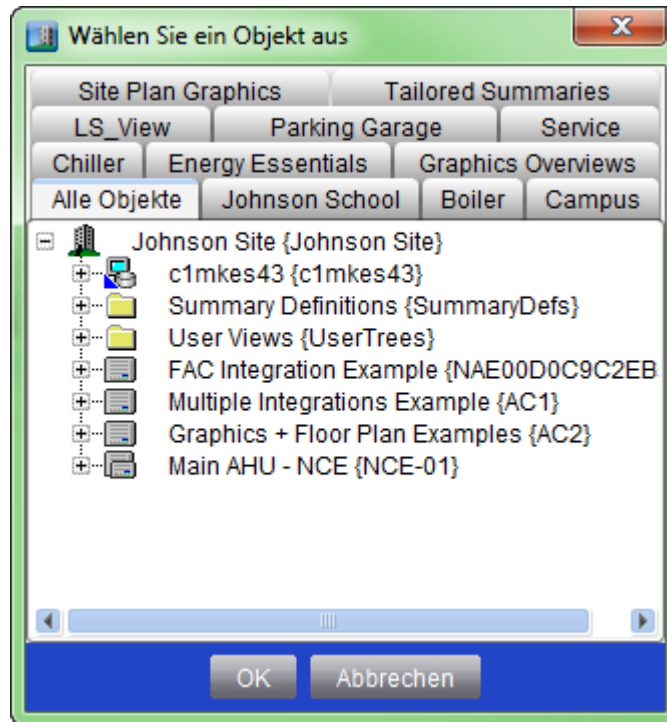 Wählen Sie ein Objekt aus
Site Plan Graphics Tailored Summaries
LS_View Parking Garage Service
Chiller Energy Essentials Graphics Overviews
Alle Objekte Johnson School Boiler Campus
Johnson Site {Johnson Site}
c1mkes43 {c1mkes43}
Summary Definitions {SummaryDefs}
User Views {UserTrees}
FAC Integration Example {NAE00D0C9C2EB
Multiple Integrations Example {AC1}
Graphics + Floor Plan Examples {AC2}
Main AHU - NCE {NCE-01}
OK Abbrechen